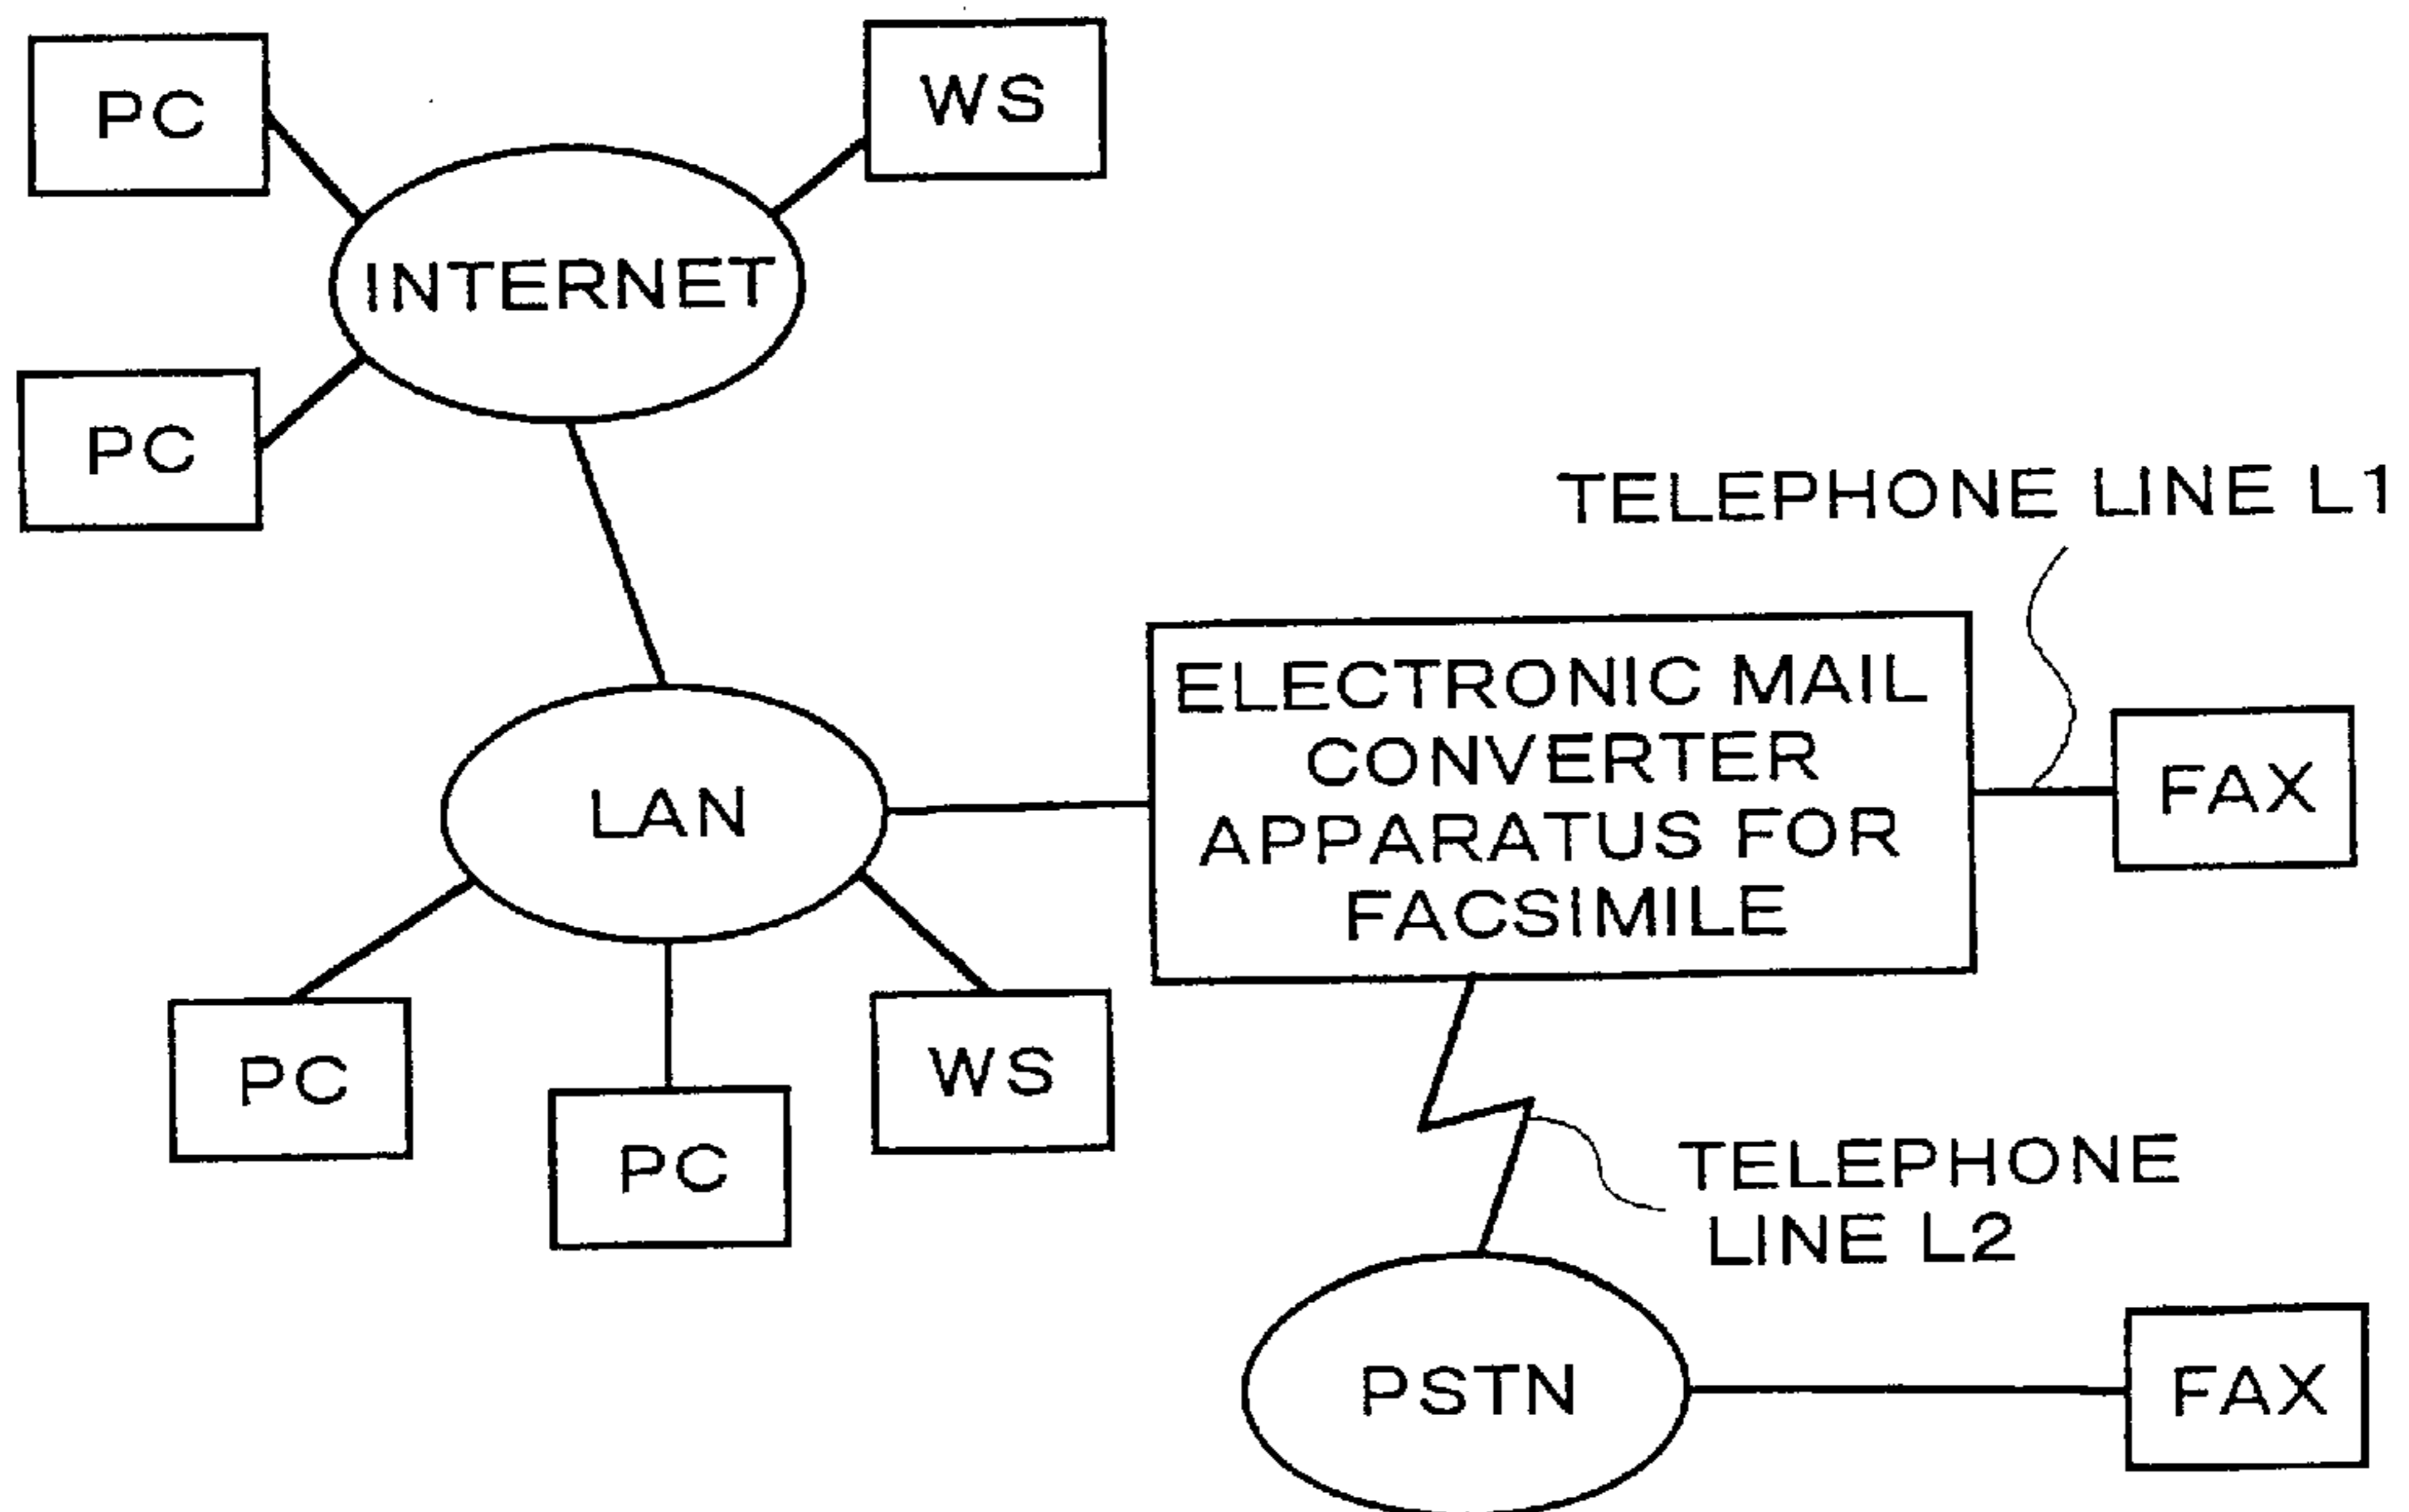 PC
WS
INTERNET
PC
TELEPHONE LINE L1
ELECTRONIC MAIL
CONVERTER
APPARATUS FOR
FACSIMILE
FAX
LAN
PC
PC
WS
TELEPHONE
LINE L2
PSTN
FAX